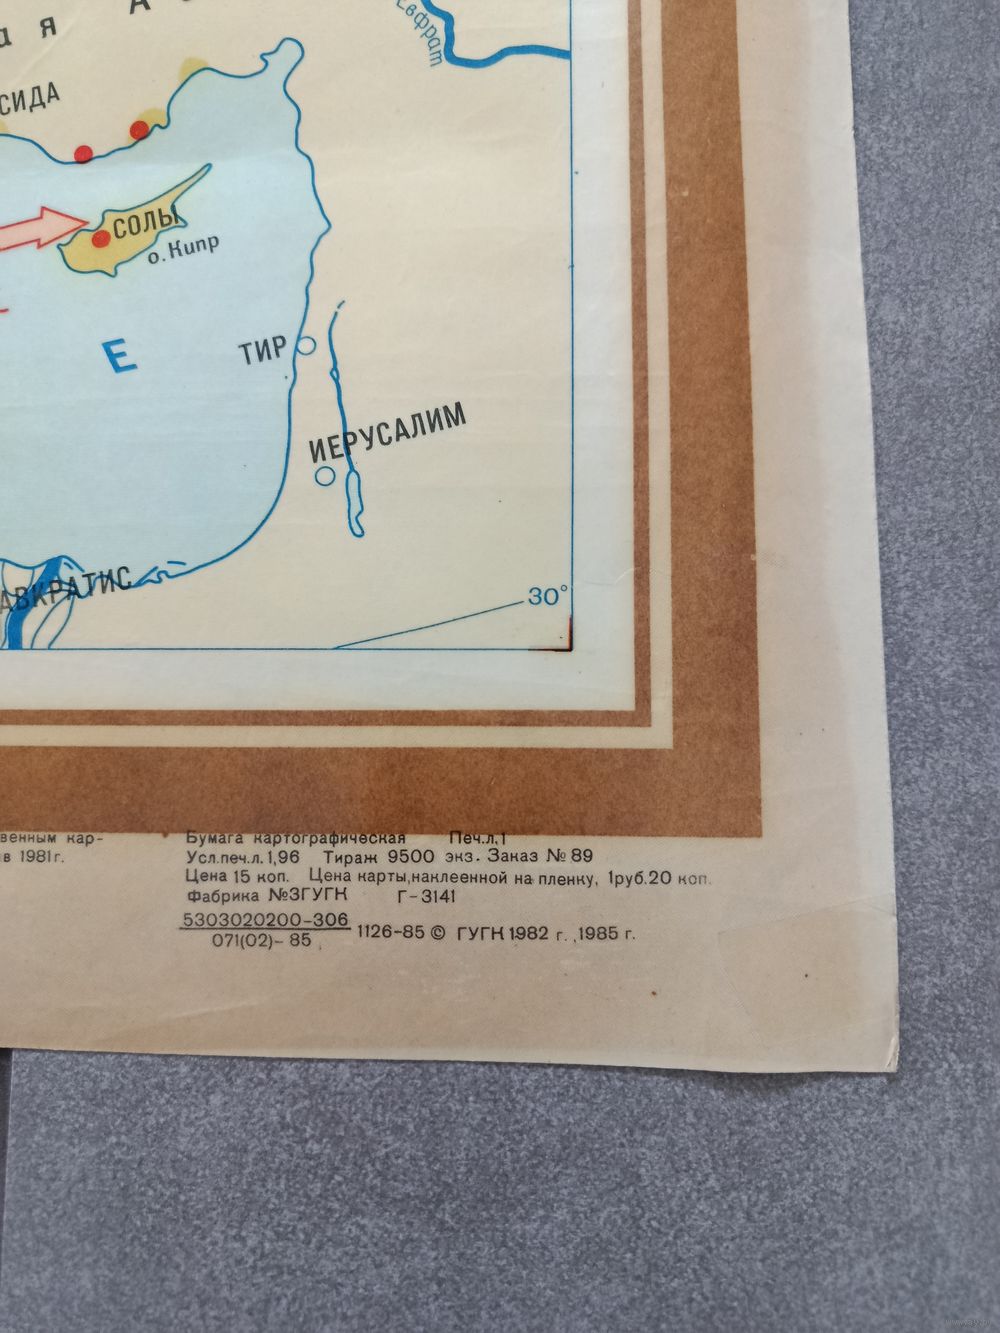 а я
А
Евфрат
СИДА
СОЛЫ
о. Кипр
Е
ТИР
ИЕРУСАЛИМ
АВКРАТИС
30°
венным кар-
в 1981г.
Бумага картографическая Печ.л.1
Усл.печ.л. 1,96 Тираж 9500 экз. Заказ № 89
Цена 15 коп. Цена карты, наклеенной на пленку, 1руб.20 коп.
Фабрика №3ГУГК Г-3141
5303020200-306
071(02)- 85
1126-85 © ГУГК 1982 г. ,1985 г.